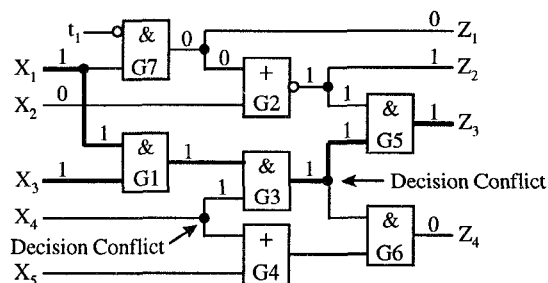 0
t1
&
0
Z1
X1
1
G7
0
+
1
1
Z2
X2
0
G2
1
&
1
Z3
1
&
1
1
G5
X3
1
G1
&
1
1
G3
Decision Conflict
X4
&
0
Z4
Decision Conflict
+
G6
X5
G4